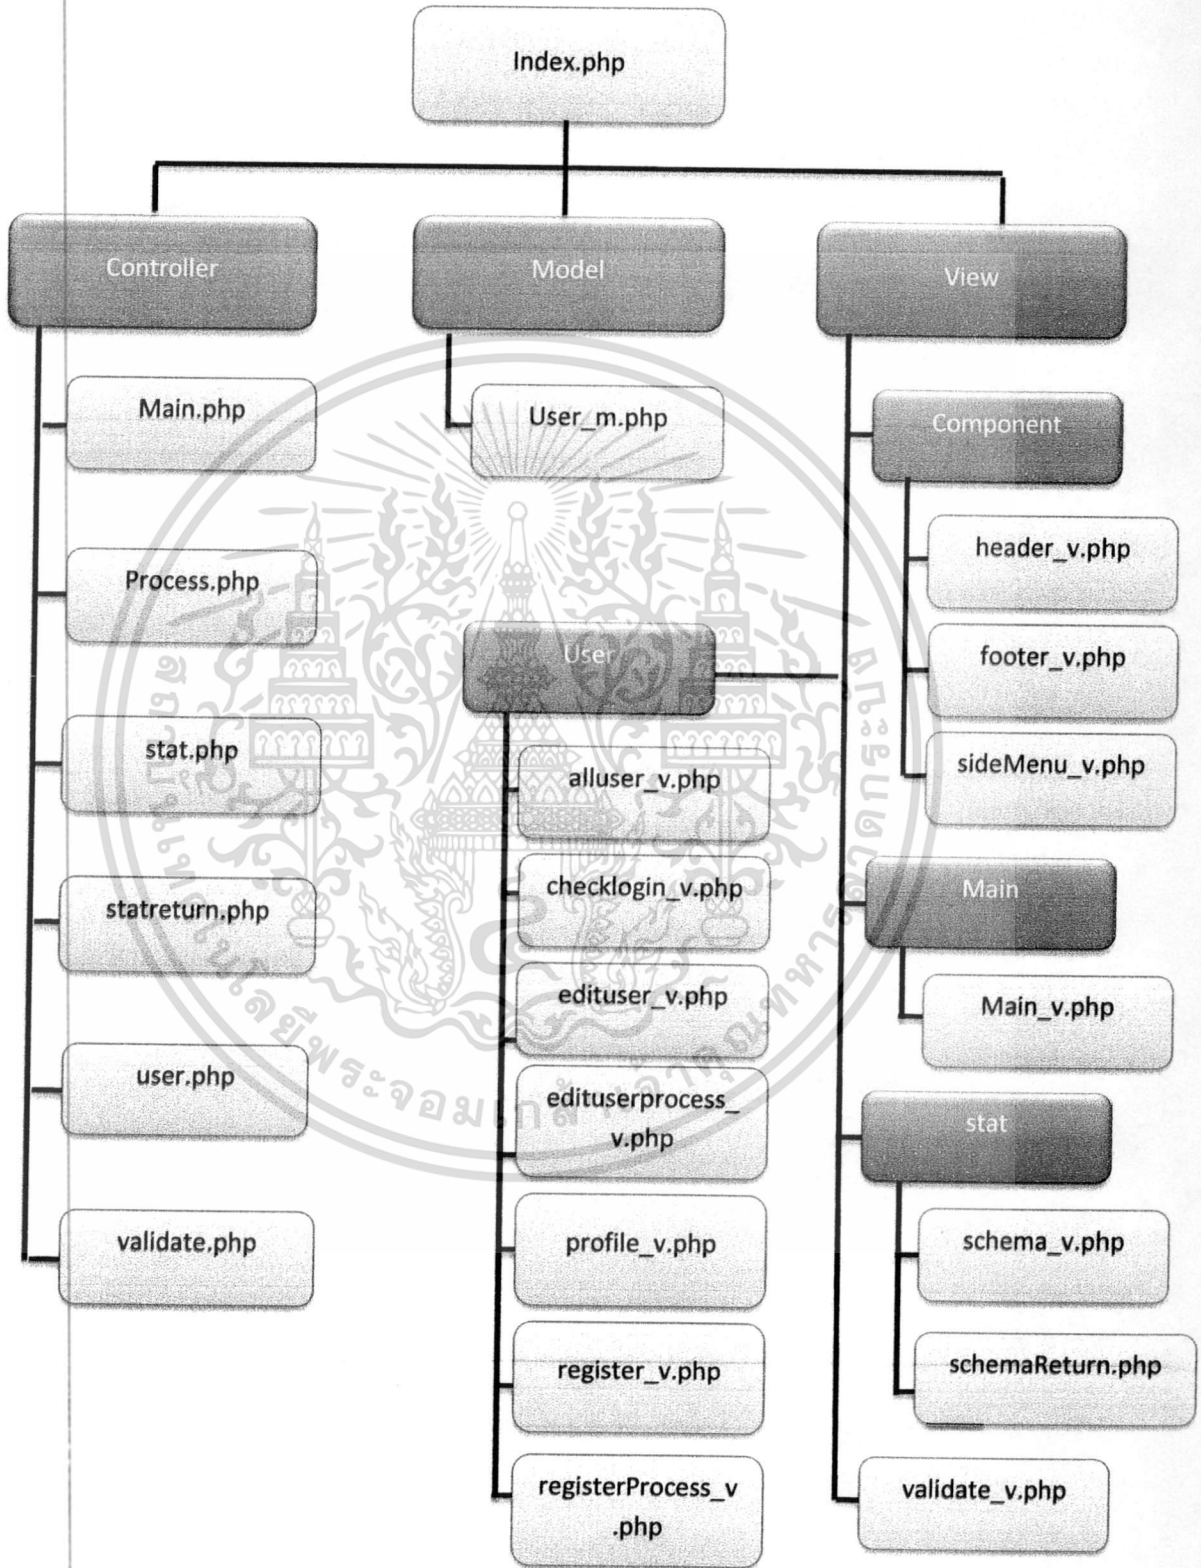 Index.php
Controller
Model
View
Main.php
Process.php
stat.php
statreturn.php
user.php
validate.php
User_m.php
User
alluser_v.php
checklogin_v.php
edituser_v.php
edituserprocess_
v.php
profile_v.php
register_v.php
registerProcess_v
.php
Component
header_v.php
footer_v.php
sideMenu_v.php
Main
Main_v.php
stat
schema_v.php
schemaReturn.php
validate_v.php